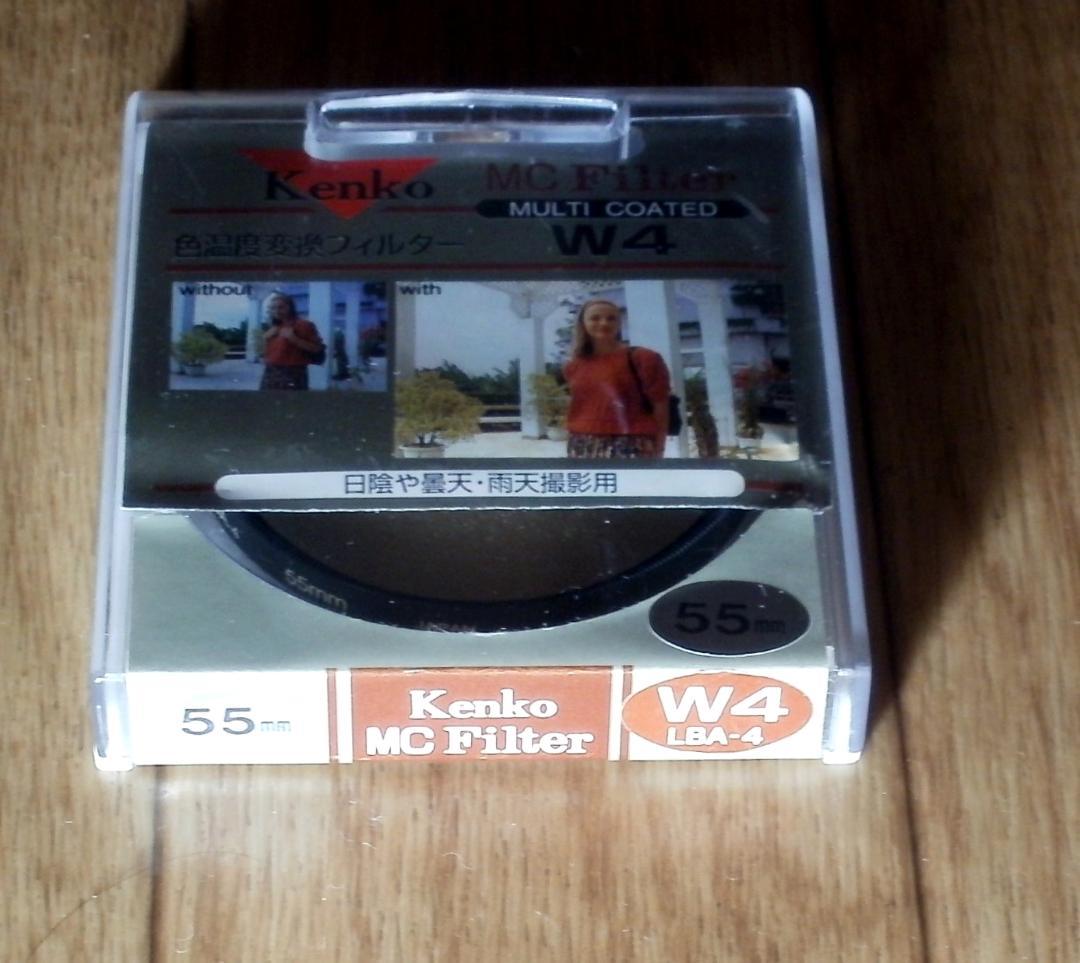 Kenko
MC Filter
MULTI COATED
色温度変換フィルター
W4
without
with
日陰や曇天・雨天撮影用
55mm
JAPAN
55mm
55mm
Kenko
MC Filter
W4
LBA-4